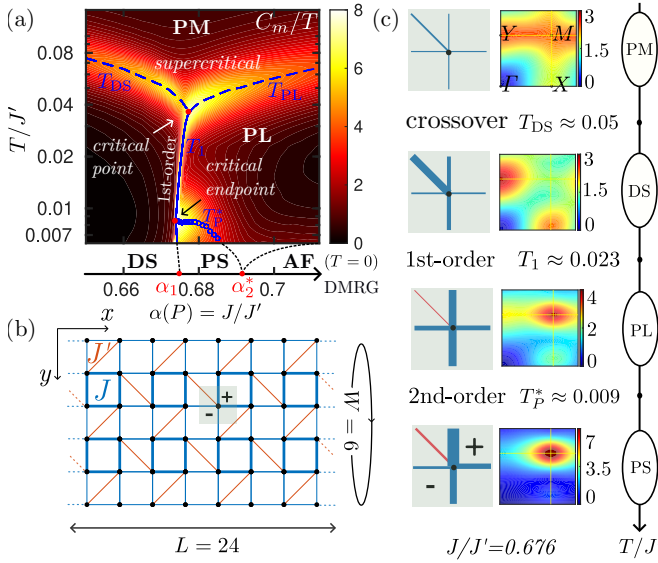 (a)
PM
C_m/T
8
6
4
2
0
0.08
0.04
0.02
0.01
0.007
T/J'
supercritical
T_DS
T_PL
PL
critical point
1st-order
T_1
critical endpoint
T_P^*
DS
PS
AF
(T = 0)
DMRG
0.66
α_1
0.68
α_2^*
0.7
α(P) = J/J'
(b)
x
y
J'
J
+
-
W = 6
L = 24
(c)
Y
M
Γ
X
3
1.5
0
PM
crossover T_DS ≈ 0.05
3
2
1
0
DS
1st-order T_1 ≈ 0.023
4
2
0
PL
2nd-order T_P^* ≈ 0.009
+
-
7
3.5
0
PS
J/J'=0.676
T/J